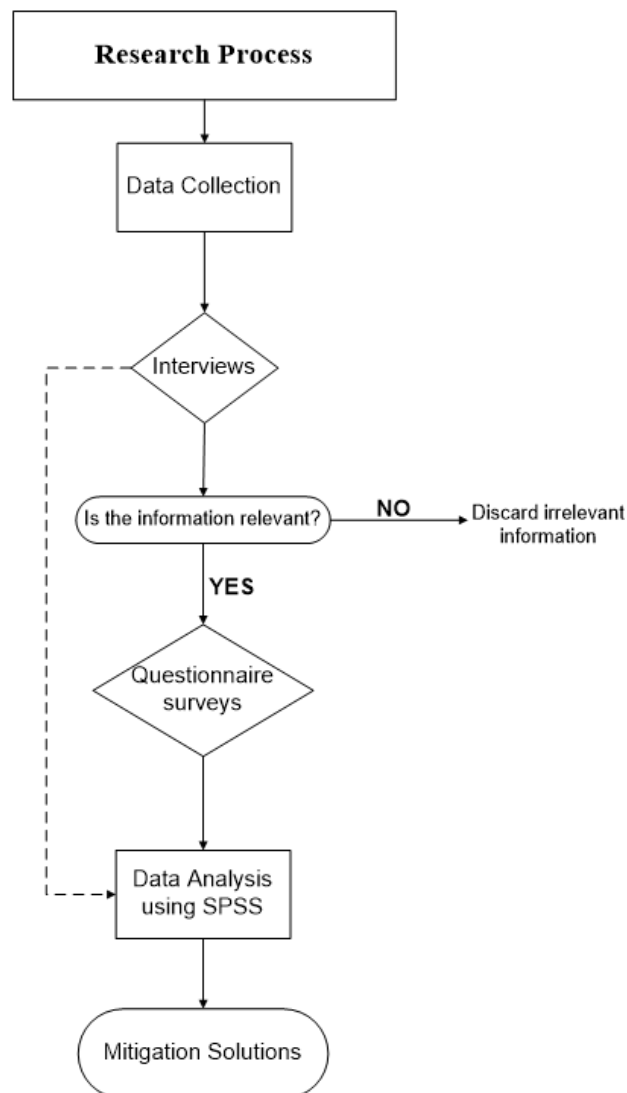 Research Process
Data Collection
Interviews
Is the information relevant?
NO
Discard irrelevant
information
YES
Questionnaire
surveys
Data Analysis
using SPSS
Mitigation Solutions